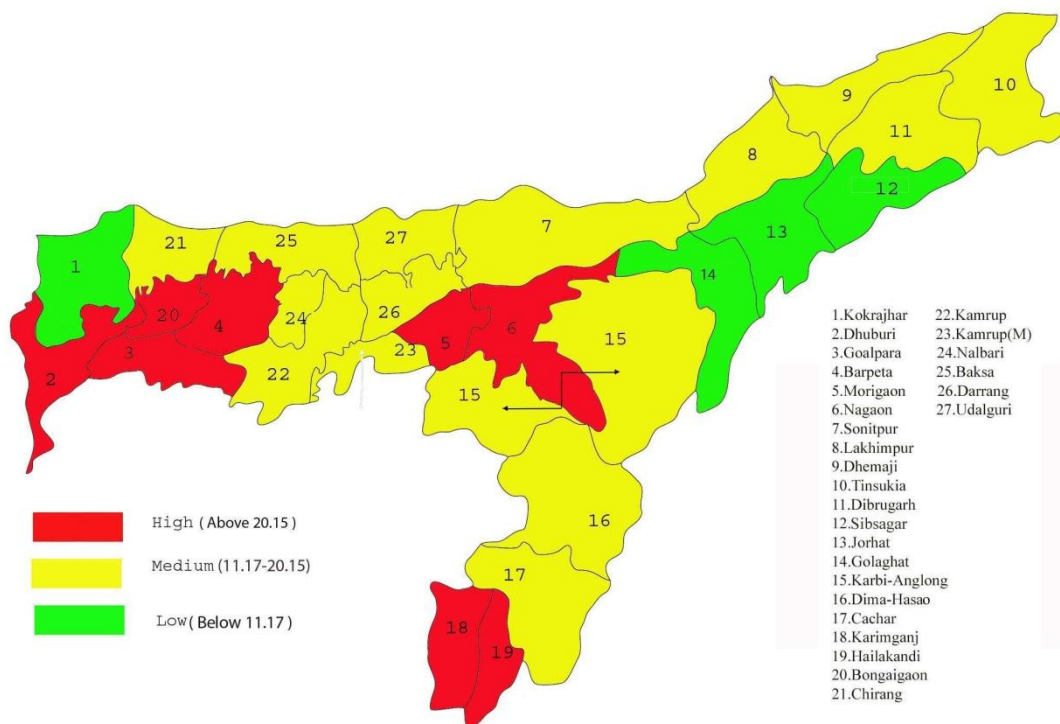 10
9
11
8
12
7
13
27
25
21
1
14
26
20
4
24
6
15
5
23
3
2
22
15
16
17
18
19
High (Above 20.15)
Medium (11.17-20.15)
Low (Below 11.17)
1.Kokrajhar
2.Dhuburi
3.Goalpara
4.Barpeta
5.Morigaon
6.Nagaon
7.Sonitpur
8.Lakhimpur
9.Dhemaji
10.Tinsukia
11.Dibrugarh
12.Sibsagar
13.Jorhat
14.Golaghat
15.Karbi-Anglong
16.Dima-Hasao
17.Cachar
18.Karimganj
19.Hailakandi
20.Bongaigaon
21.Chirang
22.Kamrup
23.Kamrup(M)
24.Nalbari
25.Baksa
26.Darrang
27.Udalguri